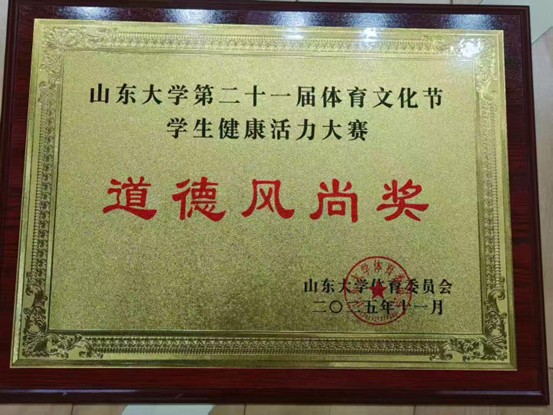 山东大学第二十一届体育文化节
学生健康活力大赛
道德风尚奖
山东大学体育委员会
二〇二五年十一月